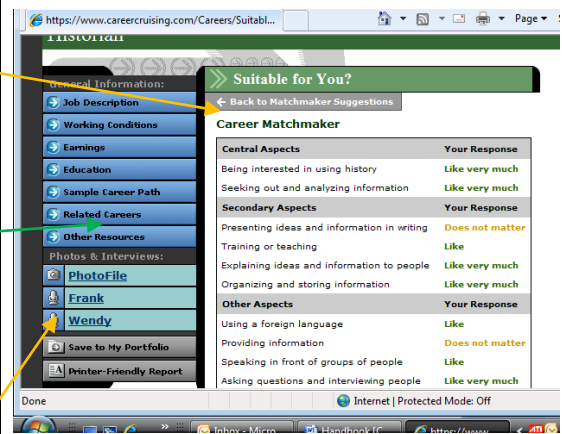 https://www.careercruising.com/Careers/Suitabl...
Page
Historian
General Information:
Job Description
Working Conditions
Earnings
Education
Sample Career Path
Related Careers
Other Resources
Photos & Interviews:
PhotoFile
Frank
Wendy
Save to My Portfolio
Printer-Friendly Report
Suitable for You?
Back to Matchmaker Suggestions
Career Matchmaker
Central Aspects Your Response
Being interested in using history Like very much
Seeking out and analyzing information Like very much
Secondary Aspects Your Response
Presenting ideas and information in writing Does not matter
Training or teaching Like
Explaining ideas and information to people Like very much
Organizing and storing information Like very much
Other Aspects Your Response
Using a foreign language Like
Providing information Does not matter
Speaking in front of groups of people Like
Asking questions and interviewing people Like very much
Done Internet | Protected Mode: Off
Inbox - Micro... Handbook [C... https://www...